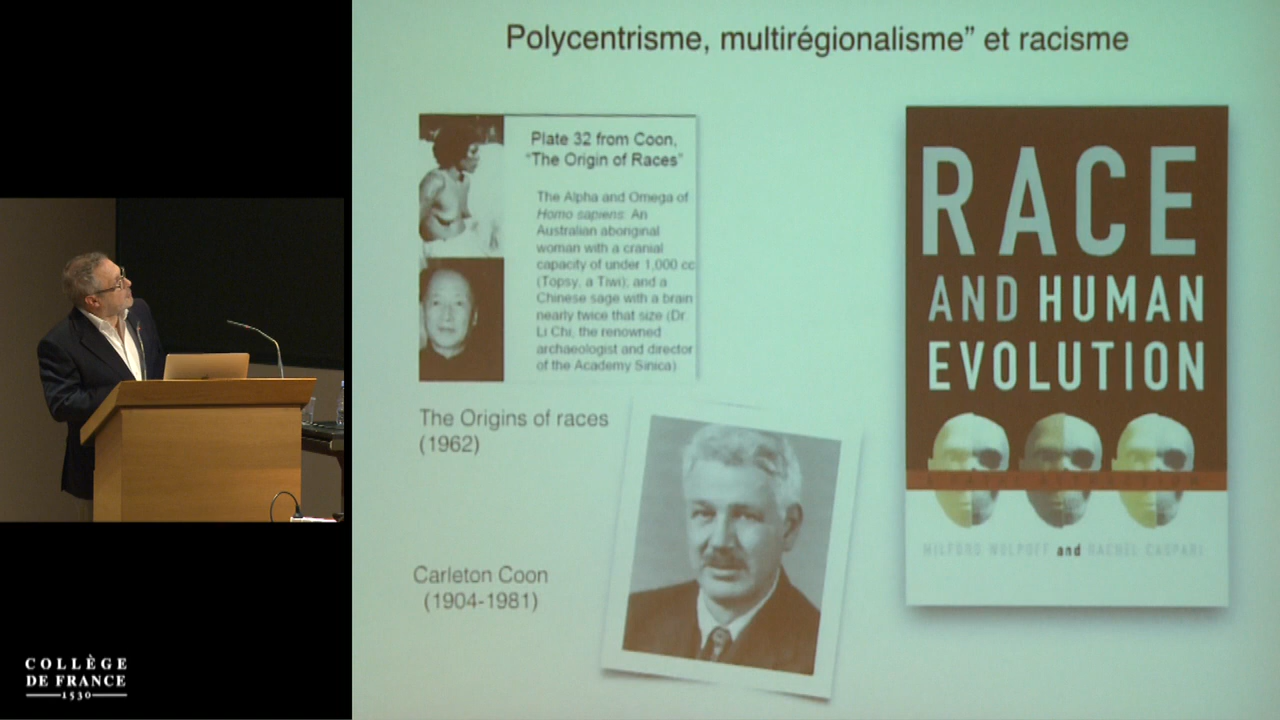 Polycentrisme, multirégionalisme” et racisme
Plate 32 from Coon,
“The Origin of Races”
The Alpha and Omega of
Homo sapiens: An
Australian aboriginal
woman with a cranial
capacity of under 1,000 cc
(Topsy, a Tiwi); and a
Chinese sage with a brain
nearly twice that size (Dr.
Li Chi, the renowned
archaeologist and director
of the Academy Sinica)
The Origins of races
(1962)
Carleton Coon
(1904-1981)
RACE
AND HUMAN
EVOLUTION
MILFORD WOLPOFF and RACHEL CASPARI
COLLÈGE
DE FRANCE
1530